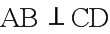 AB ⊥ CD